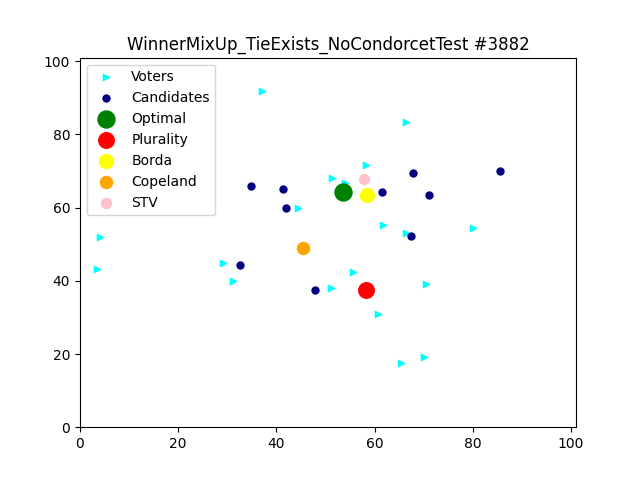 WinnerMixUp_TieExists_NoCondorcetTest #3882
Voters
Candidates
Optimal
Plurality
Borda
Copeland
STV
100
80
60
40
20
0
0 20 40 60 80 100